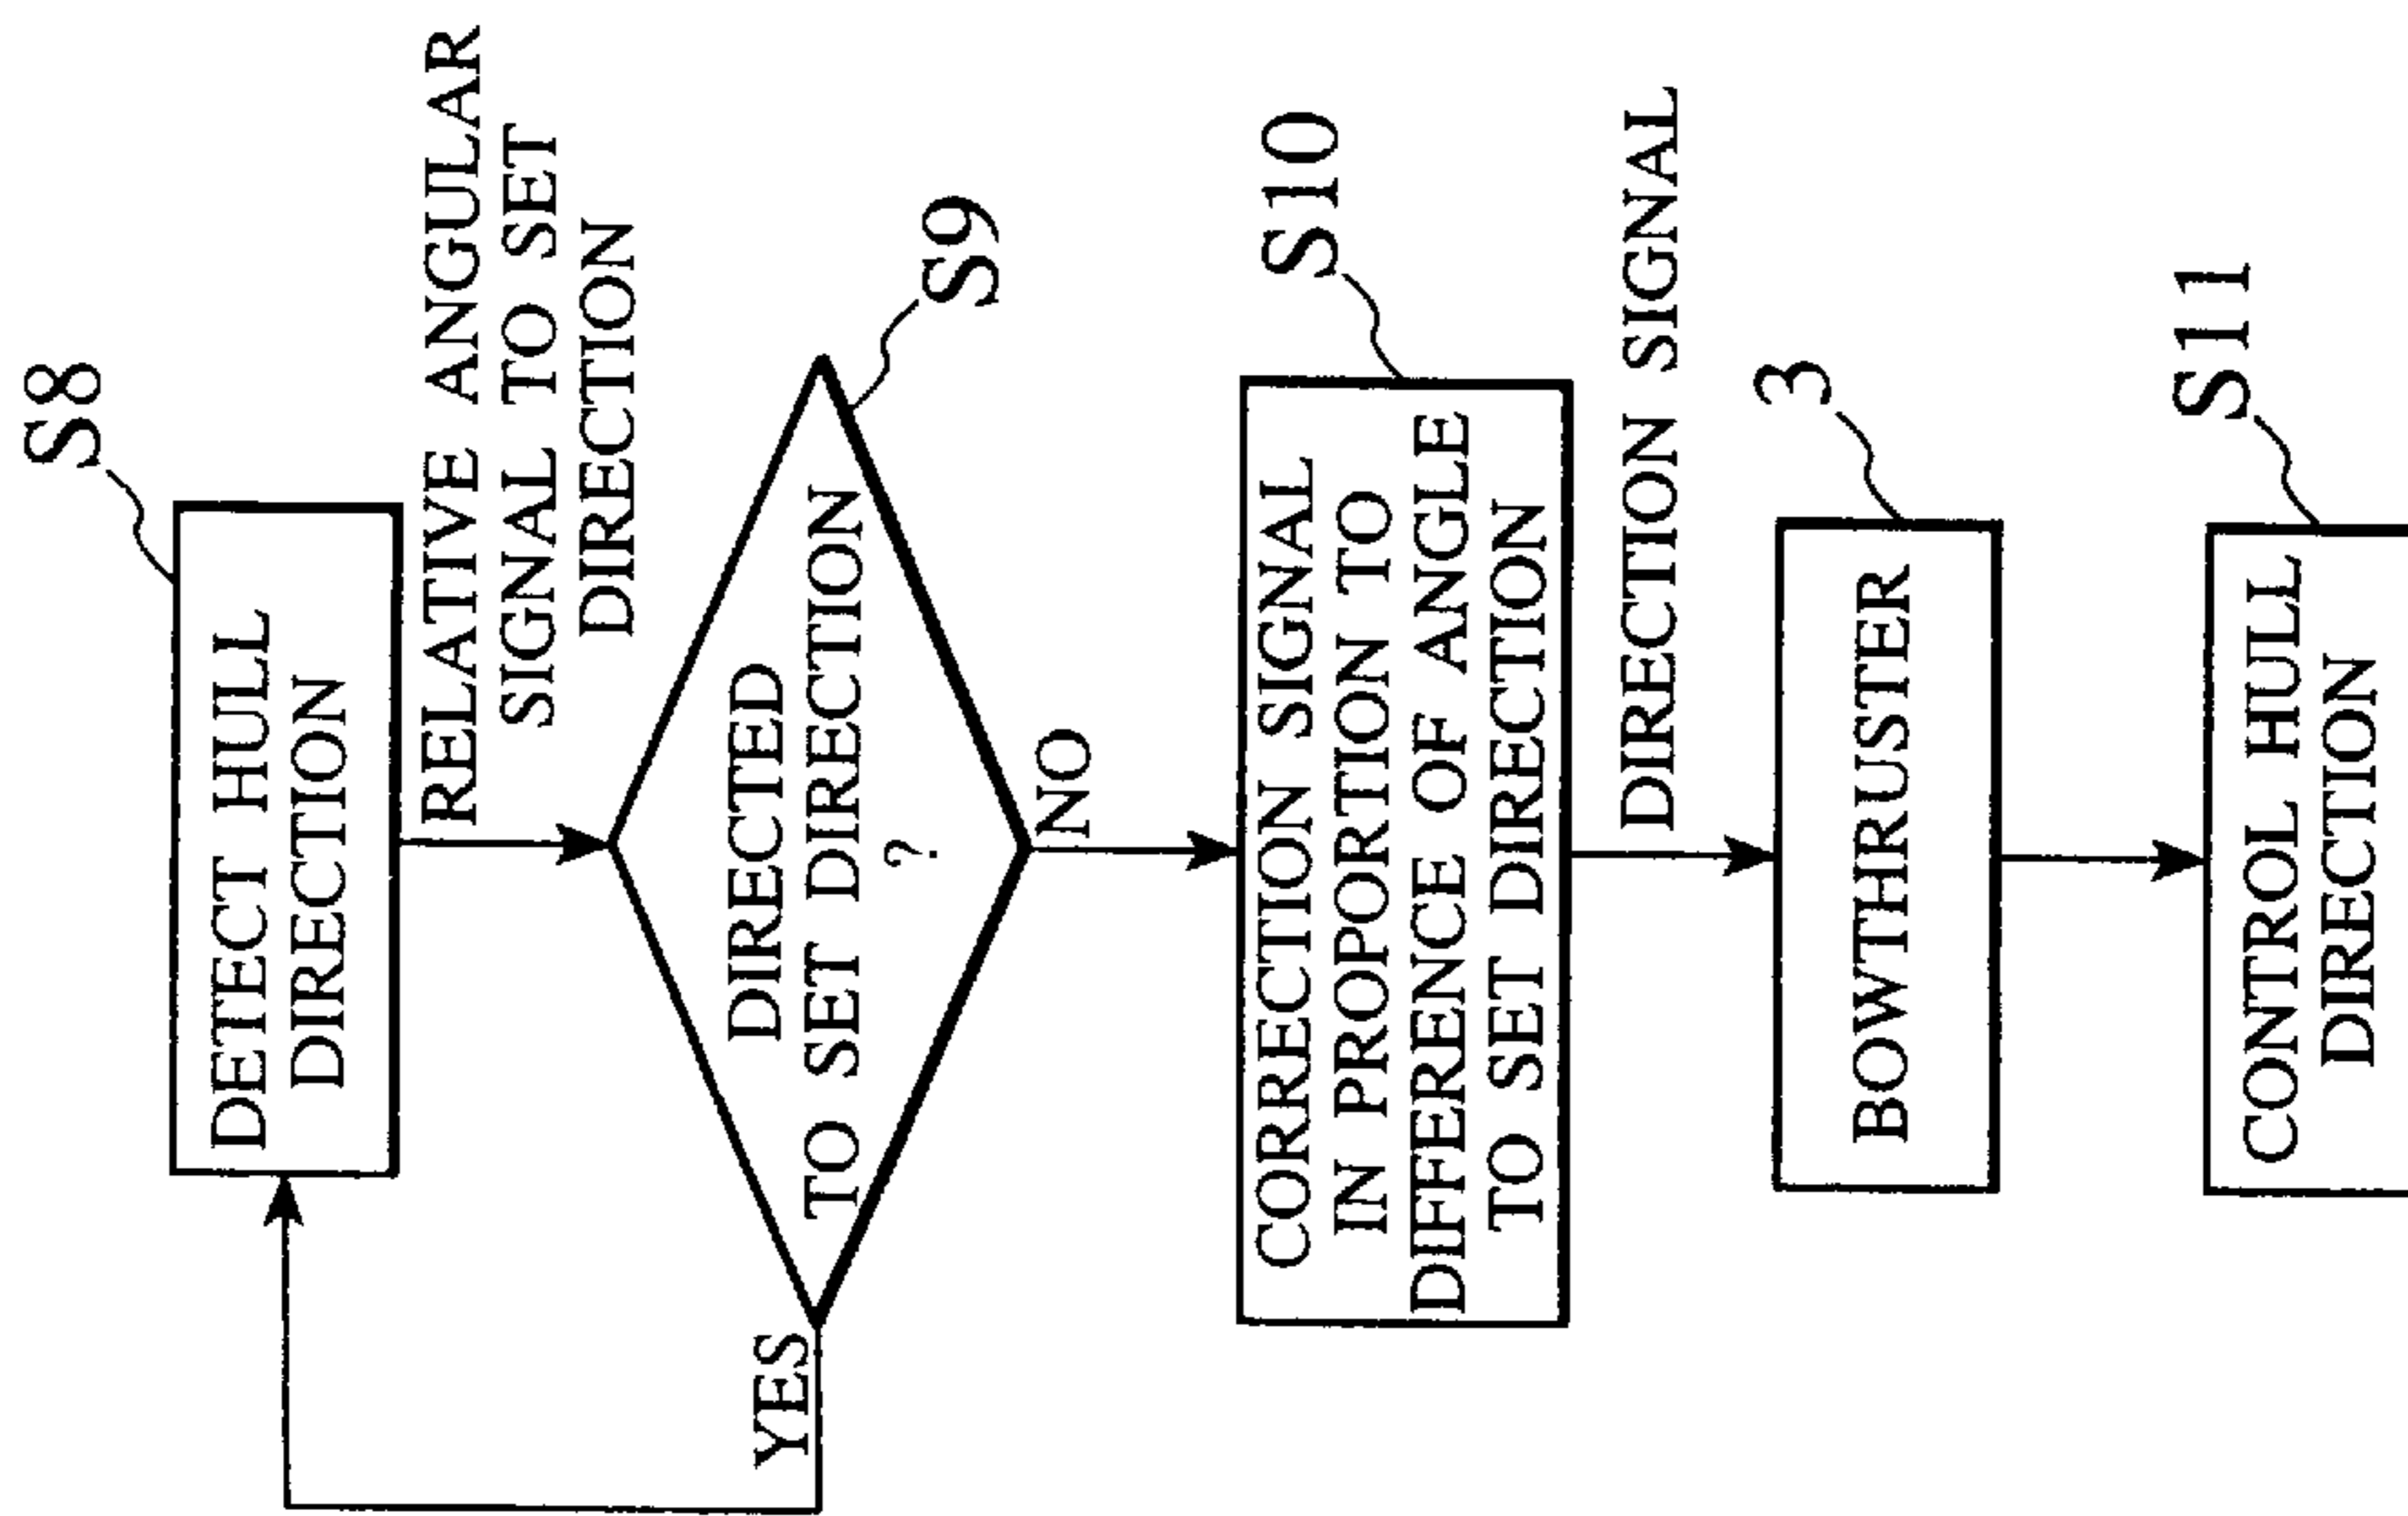 S8
DETECT HULL
DIRECTION
RELATIVE ANGULAR
SIGNAL TO SET
DIRECTION
S9
DIRECTED
TO SET DIRECTION
?
YES
NO
S10
CORRECTION SIGNAL
IN PROPORTION TO
DIFFERENCE OF ANGLE
TO SET DIRECTION
DIRECTION SIGNAL
3
BOWTHRUSTER
S11
CONTROL HULL
DIRECTION